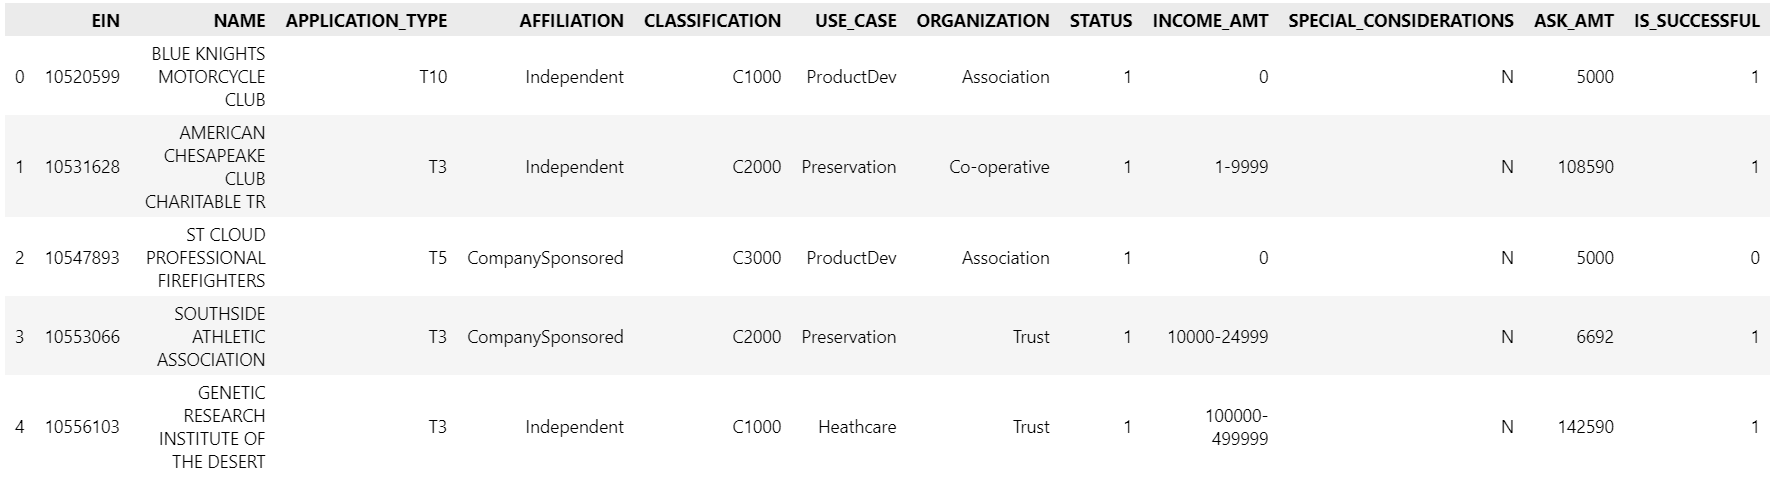 EIN NAME APPLICATION_TYPE AFFILIATION CLASSIFICATION USE_CASE ORGANIZATION STATUS INCOME_AMT SPECIAL_CONSIDERATIONS ASK_AMT IS_SUCCESSFUL
0 10520599 BLUE KNIGHTS MOTORCYCLE CLUB T10 Independent C1000 ProductDev Association 1 0 N 5000 1
1 10531628 AMERICAN CHESAPEAKE CLUB CHARITABLE TR T3 Independent C2000 Preservation Co-operative 1 1-9999 N 108590 1
2 10547893 ST CLOUD PROFESSIONAL FIREFIGHTERS T5 CompanySponsored C3000 ProductDev Association 1 0 N 5000 0
3 10553066 SOUTHSIDE ATHLETIC ASSOCIATION T3 CompanySponsored C2000 Preservation Trust 1 10000-24999 N 6692 1
4 10556103 GENETIC RESEARCH INSTITUTE OF THE DESERT T3 Independent C1000 Heathcare Trust 1 100000-499999 N 142590 1